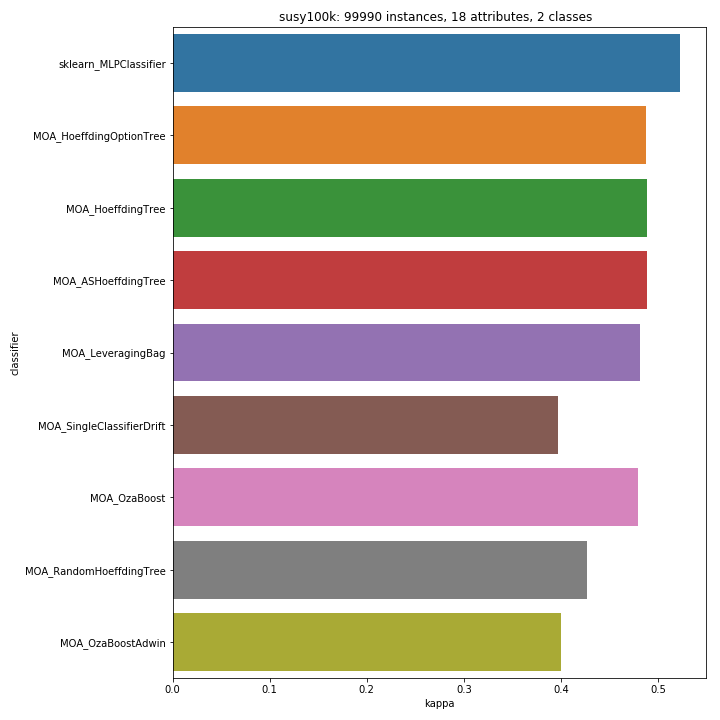 susy100k: 99990 instances, 18 attributes, 2 classes
sklearn_MLPClassifier
MOA_HoeffdingOptionTree
MOA_HoeffdingTree
MOA_ASHoeffdingTree
MOA_LeveragingBag
MOA_SingleClassifierDrift
MOA_OzaBoost
MOA_RandomHoeffdingTree
MOA_OzaBoostAdwin
classifier
0.0 0.1 0.2 0.3 0.4 0.5
kappa